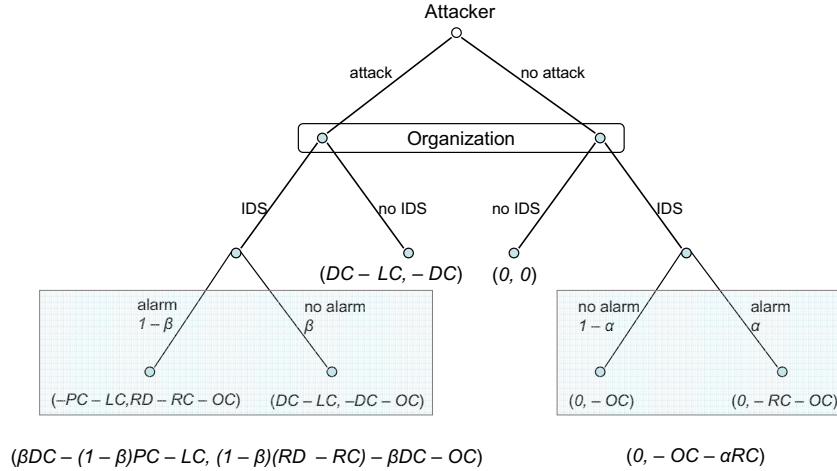 Attacker
attack
no attack
Organization
IDS
no IDS
no IDS
IDS
(DC – LC, – DC)
(0, 0)
alarm
1 – β
no alarm
β
no alarm
1 – α
alarm
α
(–PC – LC,RD – RC – OC)
(DC – LC, –DC – OC)
(0, – OC)
(0, – RC – OC)
(βDC – (1 – β)PC – LC, (1 – β)(RD – RC) – βDC – OC)
(0, – OC – αRC)